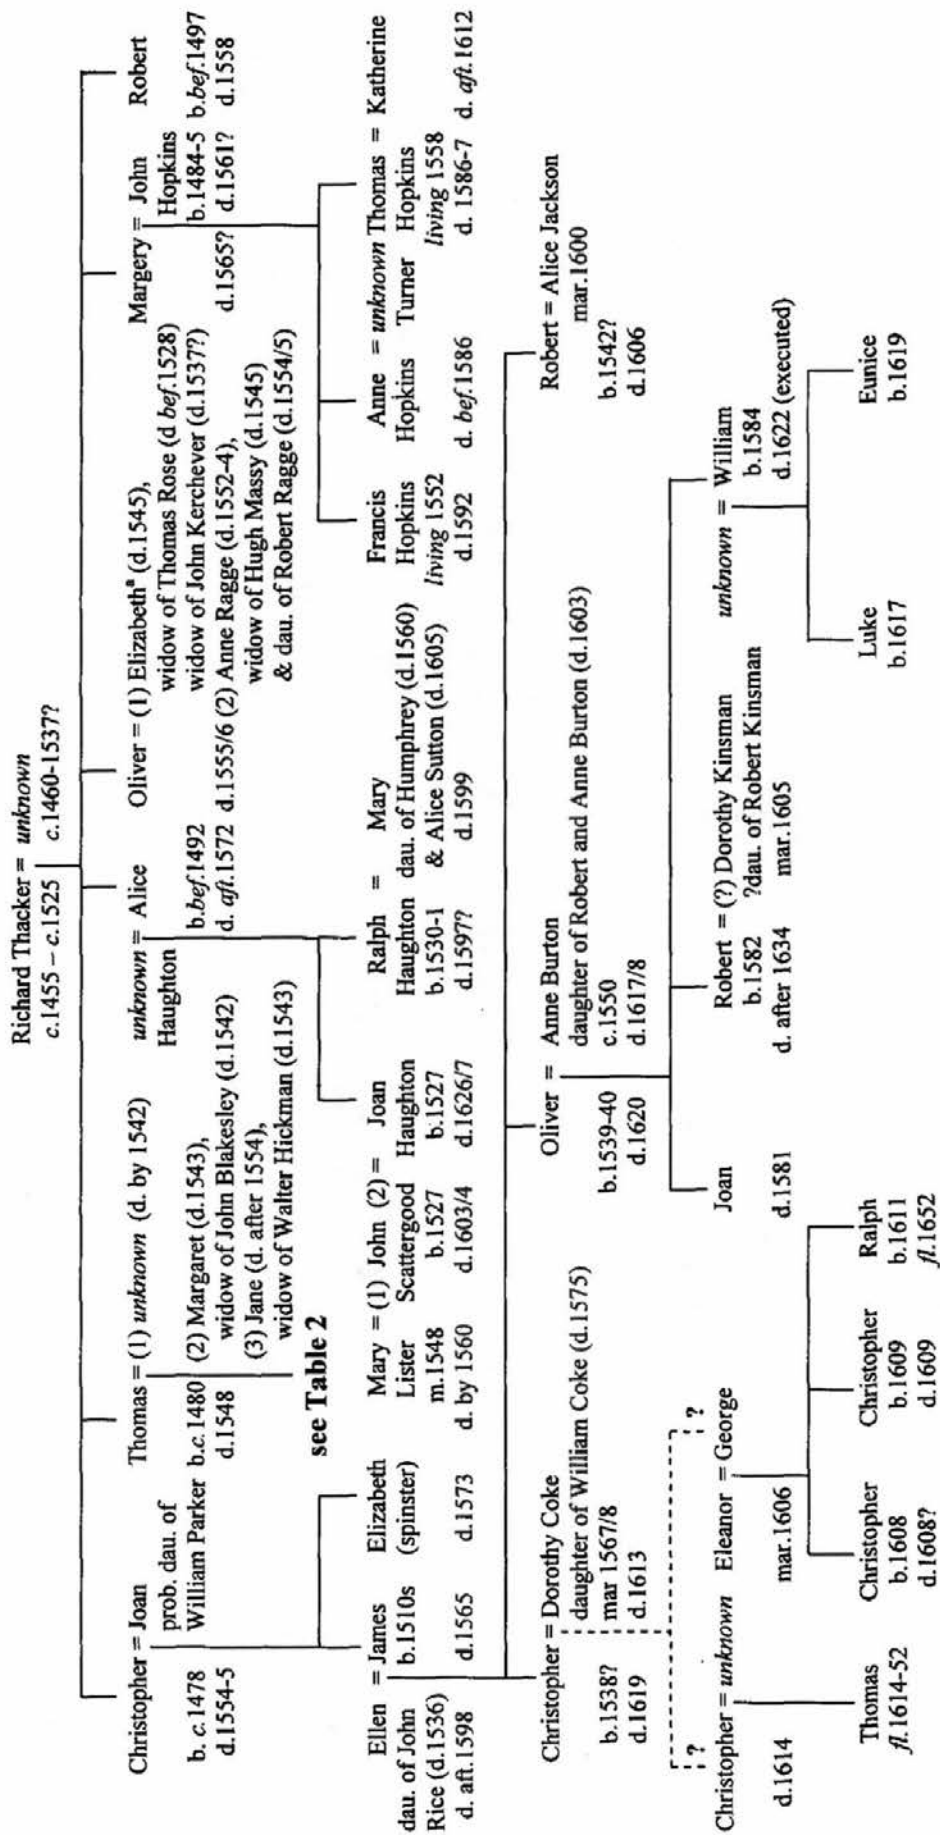 Richard Thacker = unknown
c.1455 – c.1525 c.1460-1537?
Christopher = Joan
prob. dau. of
William Parker
b. c.1478
d.1554-5
Thomas = (1) unknown (d. by 1542)
b.c.1480 (2) Margaret (d.1543),
d.1548 widow of John Blakesley (d.1542)
(3) Jane (d. after 1554),
widow of Walter Hickman (d.1543)
see Table 2
unknown = Alice
Haughton
b.bef.1492
d. aft.1572
Oliver = (1) Elizabethª (d.1545),
widow of Thomas Rose (d bef.1528)
widow of John Kerchever (d.1537?)
d.1555/6 (2) Anne Ragge (d.1552-4),
widow of Hugh Massy (d.1545)
& dau. of Robert Ragge (d.1554/5)
Margery = John
Hopkins
b.1484-5
d.1565? d.1561?
Robert
b.bef.1497
d.1558
Ellen = James
dau. of John b.1510s
Rice (d.1536) d.1565
d. aft.1598
Elizabeth
(spinster)
d.1573
Mary = (1) John (2) = Joan
Lister Scattergood Haughton
m.1548 b.1527 b.1527
d. by 1560 d.1603/4 d.1626/7
Ralph = Mary
Haughton dau. of Humphrey (d.1560)
b.1530-1 & Alice Sutton (d.1605)
d.1597? d.1599
Francis
Hopkins
living 1552
d.1592
Anne = unknown
Hopkins Turner
d. bef.1586
Thomas = Katherine
Hopkins
living 1558
d. 1586-7 d. aft.1612
Christopher = Dorothy Coke
daughter of William Coke (d.1575)
b.1538? mar 1567/8
d.1619 d.1613
Oliver = Anne Burton
daughter of Robert and Anne Burton (d.1603)
b.1539-40 c.1550
d.1620 d.1617/8
Robert = Alice Jackson
mar.1600
b.1542?
d.1606
?
?
Christopher = unknown
d.1614
Eleanor = George
mar.1606
Joan
d.1581
Robert = (?) Dorothy Kinsman
b.1582 ?dau. of Robert Kinsman
d. after 1634 mar.1605
unknown = William
b.1584
d.1622 (executed)
Thomas
fl.1614-52
Christopher
b.1608
d.1608?
Christopher
b.1609
d.1609
Ralph
b.1611
fl.1652
Luke
b.1617
Eunice
b.1619